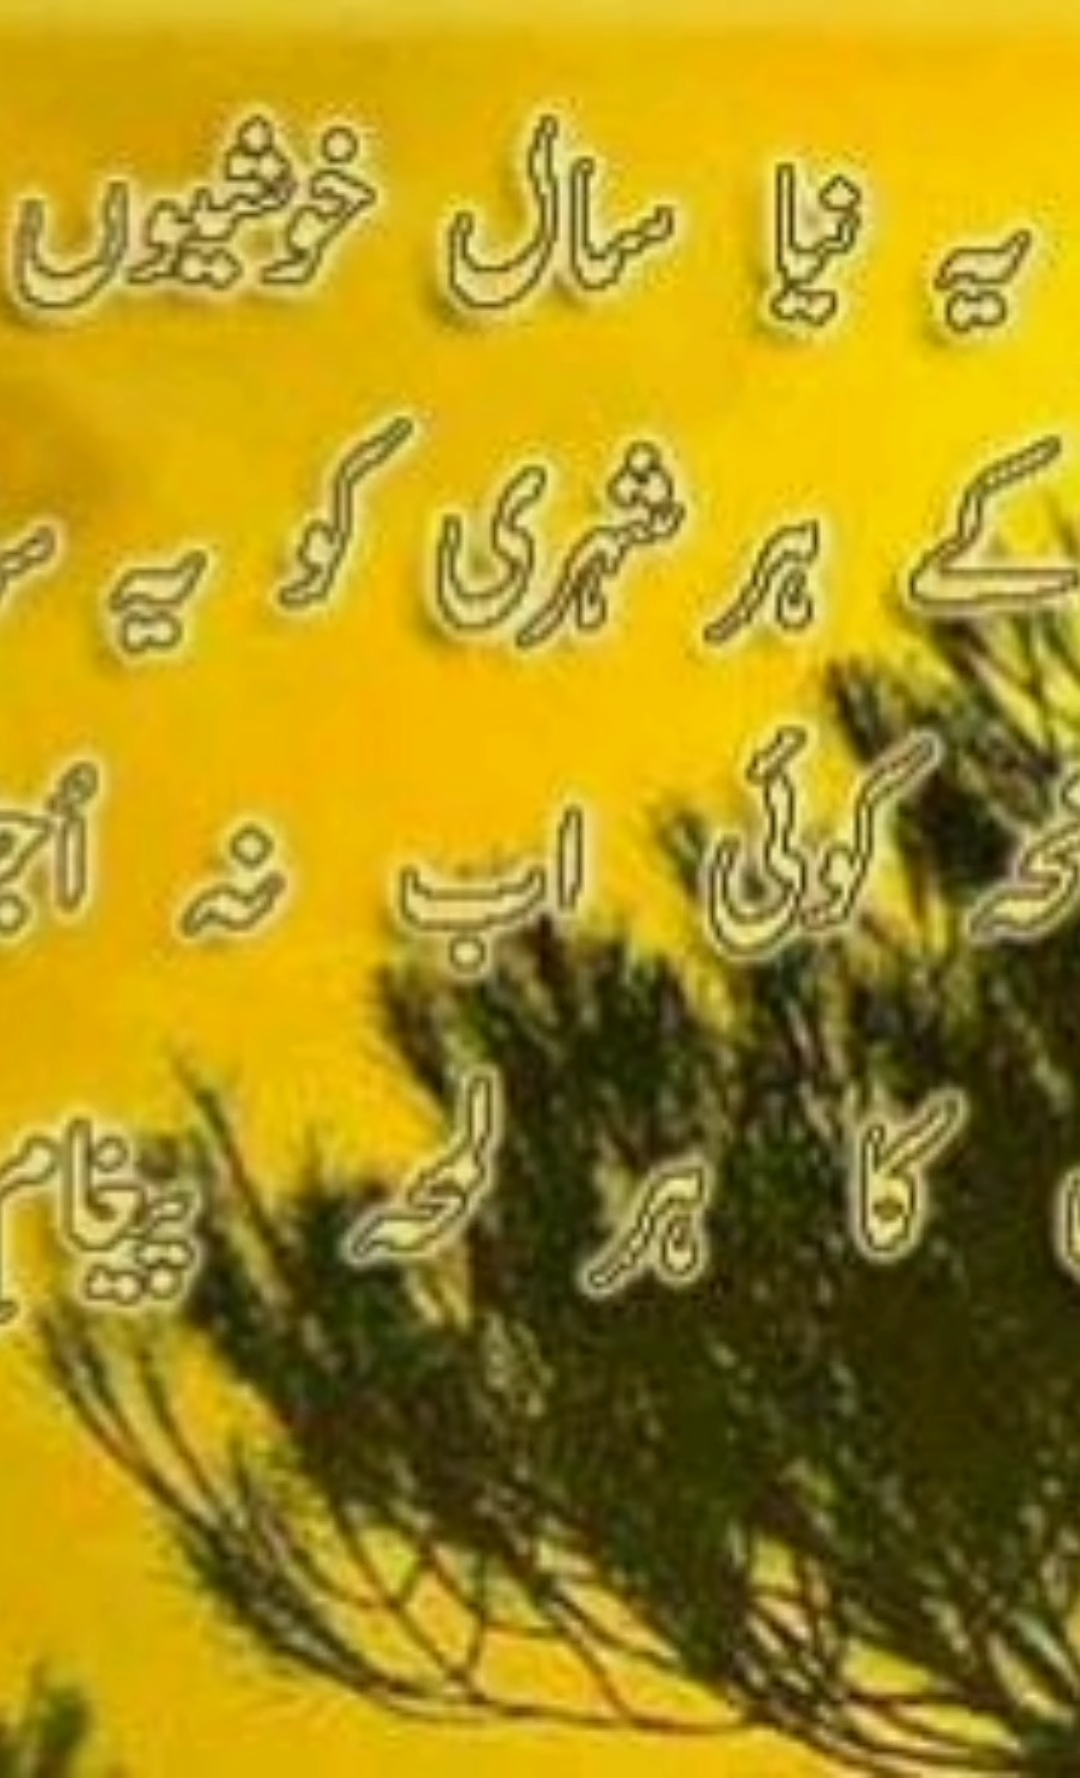 یہ نیا سال خوشیوں
کے ہر شہری کو یہ
کوئی اب نہ
کا ہر لمحہ پیغام